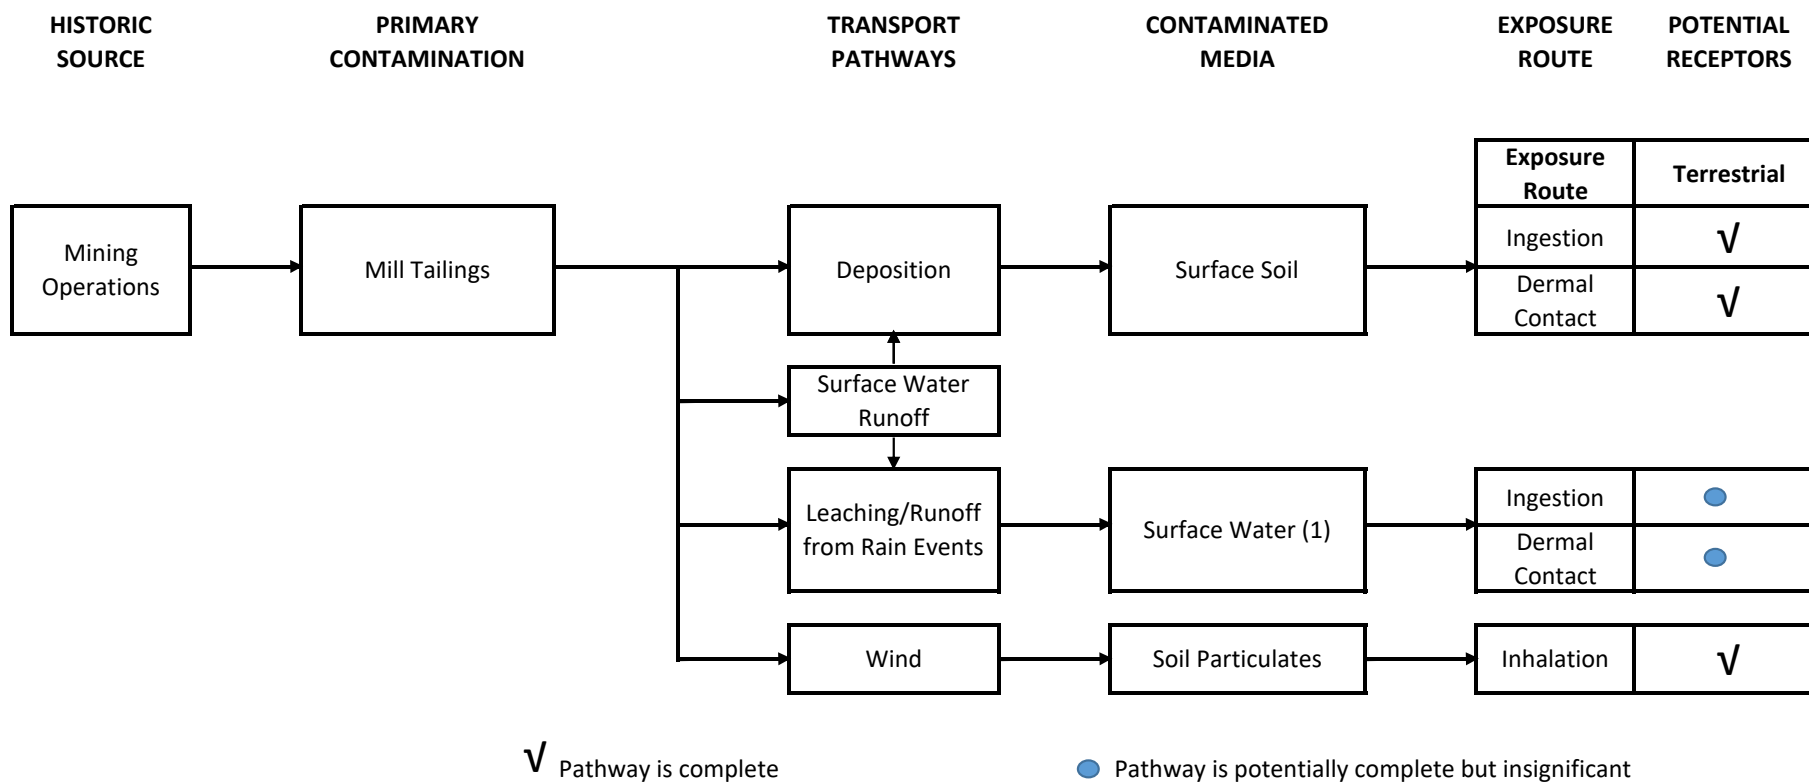 HISTORIC
SOURCE
PRIMARY
CONTAMINATION
TRANSPORT
PATHWAYS
CONTAMINATED
MEDIA
EXPOSURE
ROUTE
POTENTIAL
RECEPTORS
Exposure
Route
Terrestrial
Mining
Operations
Mill Tailings
Deposition
Surface Soil
Ingestion
√
Dermal
Contact
√
Surface Water
Runoff
Leaching/Runoff
from Rain Events
Surface Water (1)
Ingestion
Dermal
Contact
Wind
Soil Particulates
Inhalation
√
√ Pathway is complete
Pathway is potentially complete but insignificant